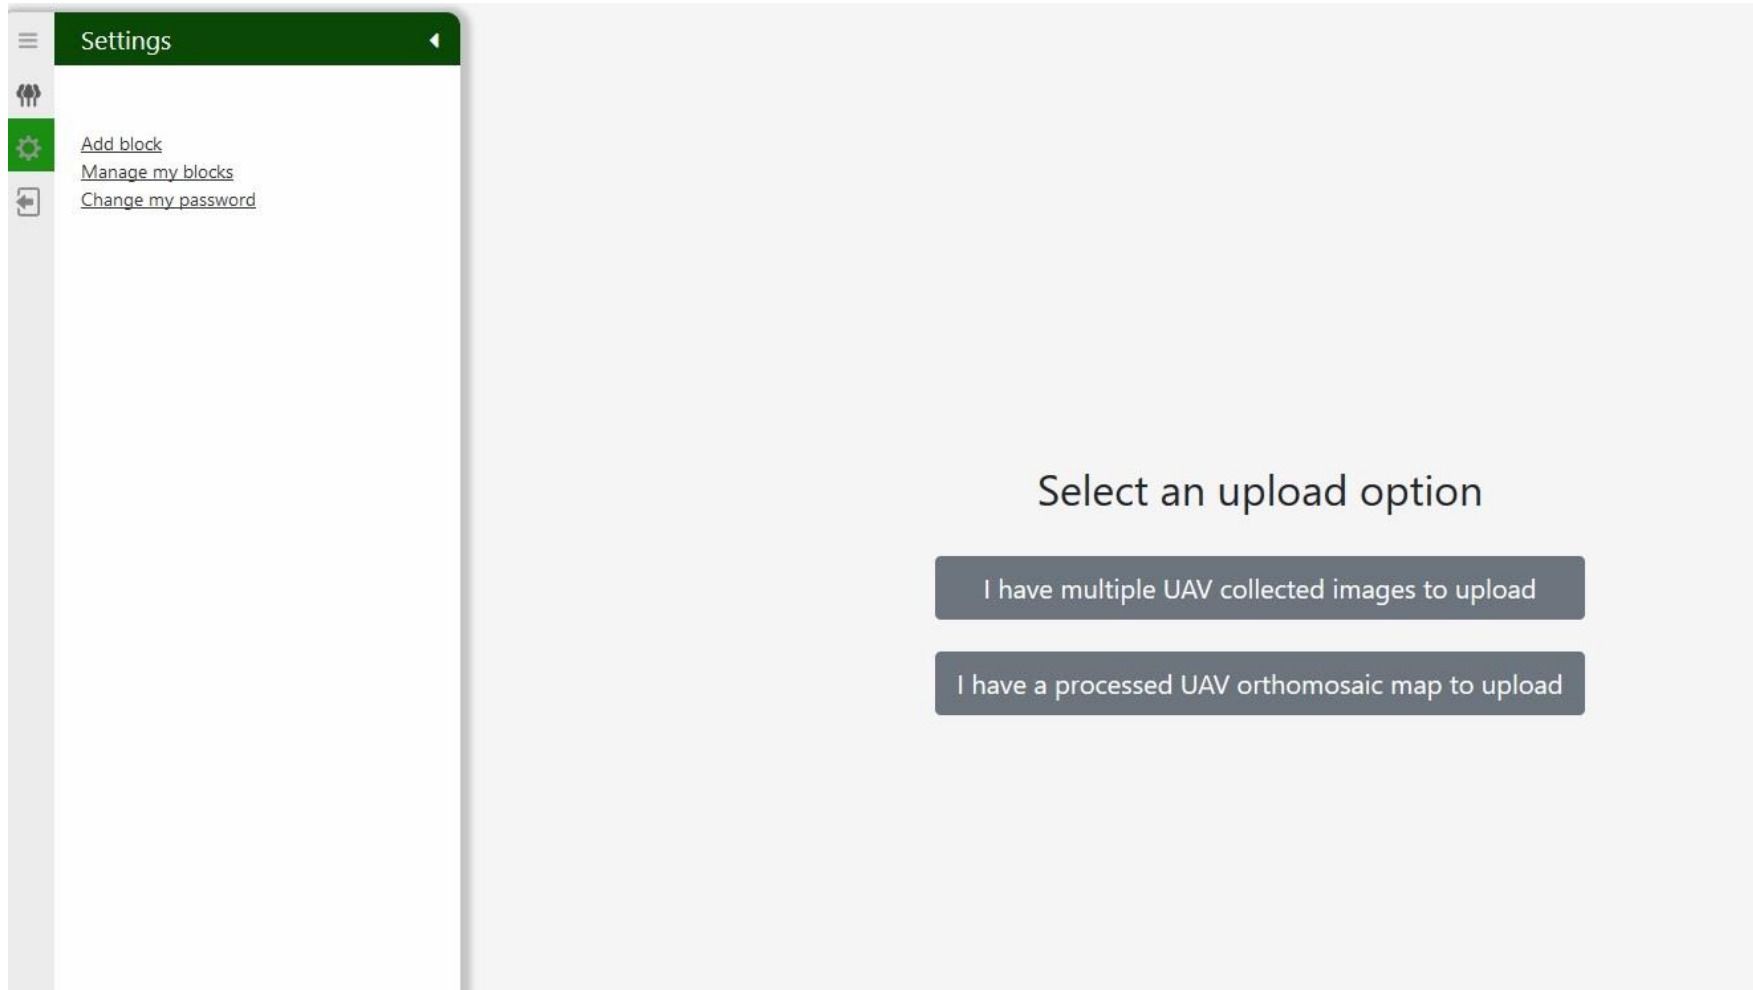 Settings
Add block
Manage my blocks
Change my password
Select an upload option
I have multiple UAV collected images to upload
I have a processed UAV orthomosaic map to upload